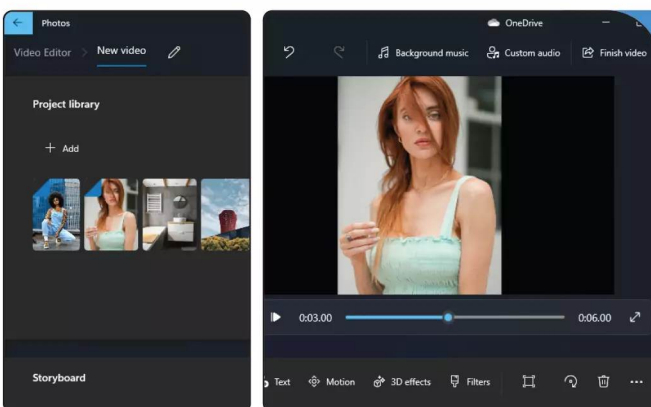 Photos
Video Editor > New video
Project library
+ Add
Storyboard
OneDrive
Background music Custom audio Finish video
0:03.00 0:06.00
Text Motion 3D effects Filters